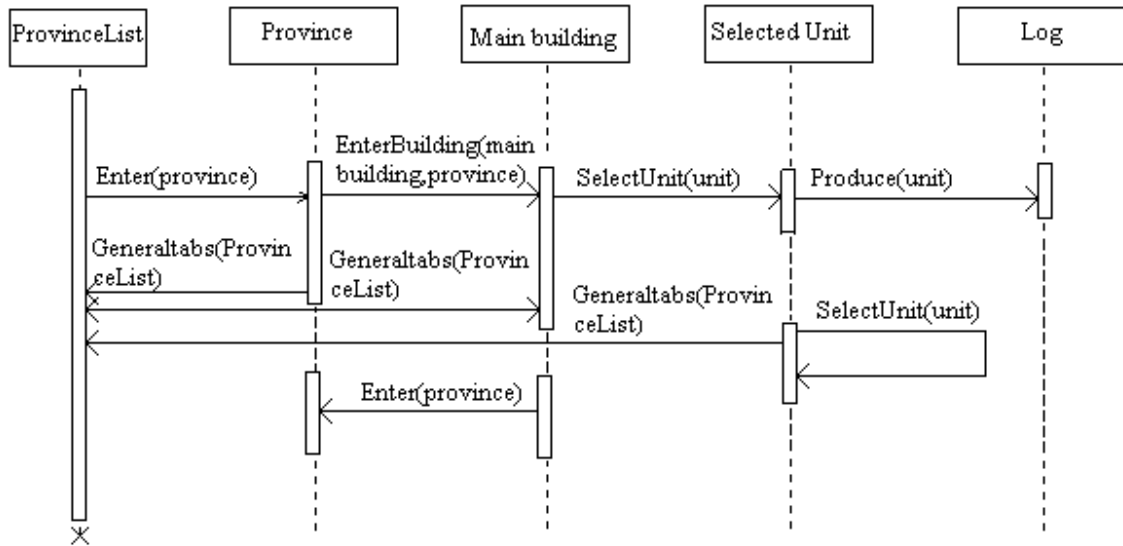 ProvinceList
Province
Main building
Selected Unit
Log
EnterBuilding(main
building,province)
Enter(province)
SelectUnit(unit)
Produce(unit)
Generaltabs(Provin
ceList)
Generaltabs(Provin
ceList)
Generaltabs(Provin
ceList)
SelectUnit(unit)
Enter(province)